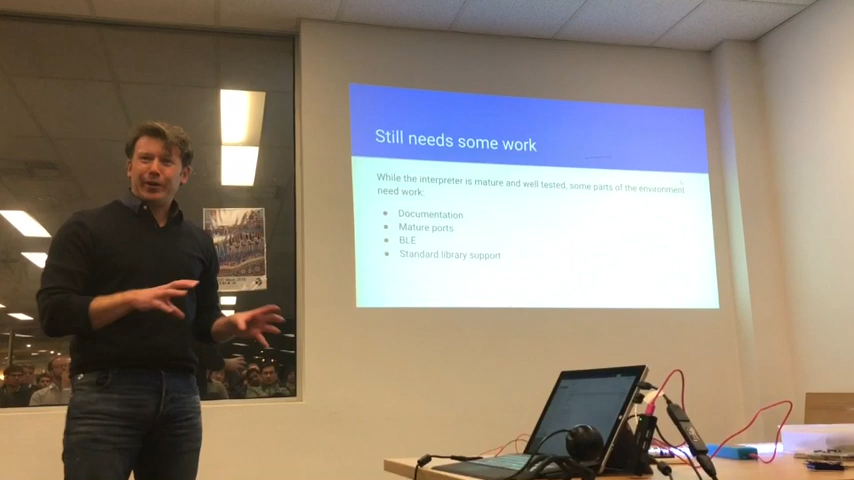 Still needs some work
While the interpreter is mature and well tested, some parts of the environment
need work:
● Documentation
● Mature ports
● BLE
● Standard library support